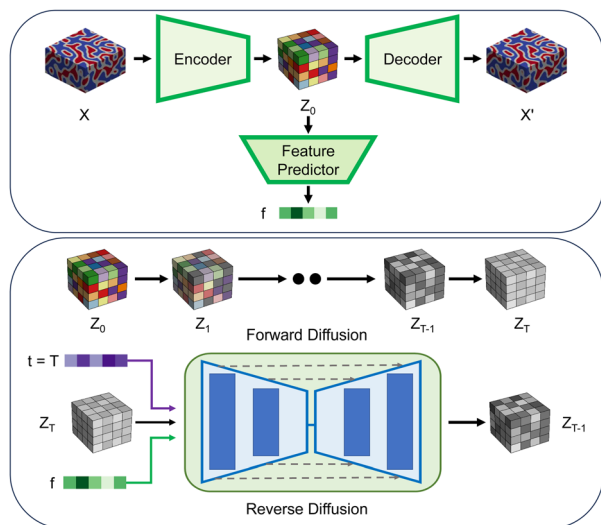 Encoder
Decoder
X
Z0
X'
Feature
Predictor
f
Z0
Z1
ZT-1
ZT
Forward Diffusion
t = T
ZT
ZT-1
f
Reverse Diffusion